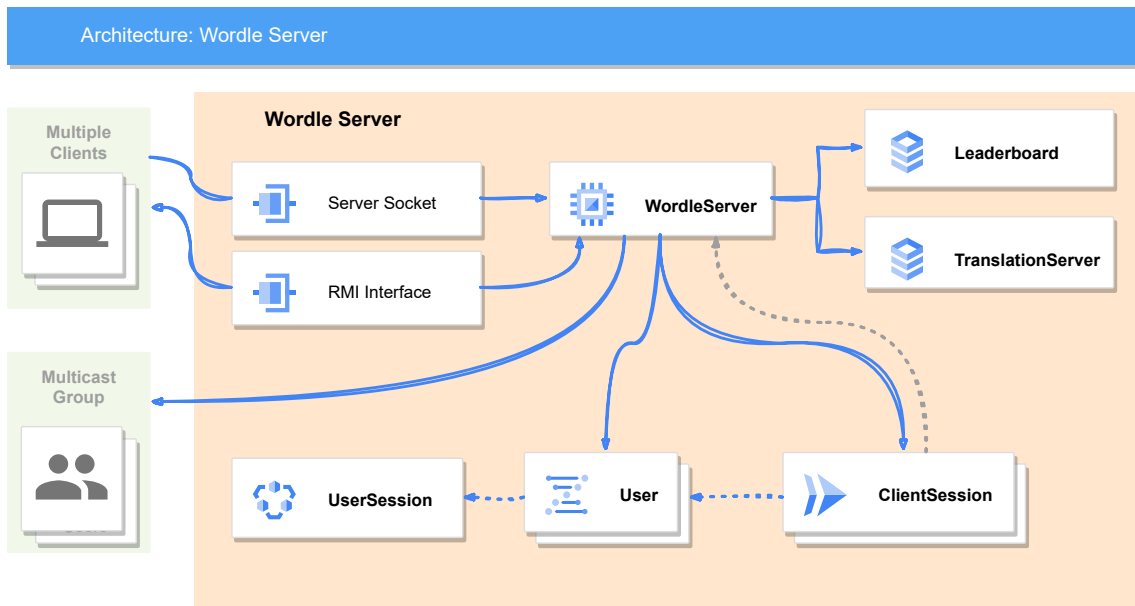 Architecture: Wordle Server
Multiple
Clients
Wordle Server
Server Socket
RMI Interface
WordleServer
Leaderboard
TranslationServer
Multicast
Group
UserSession
User
ClientSession